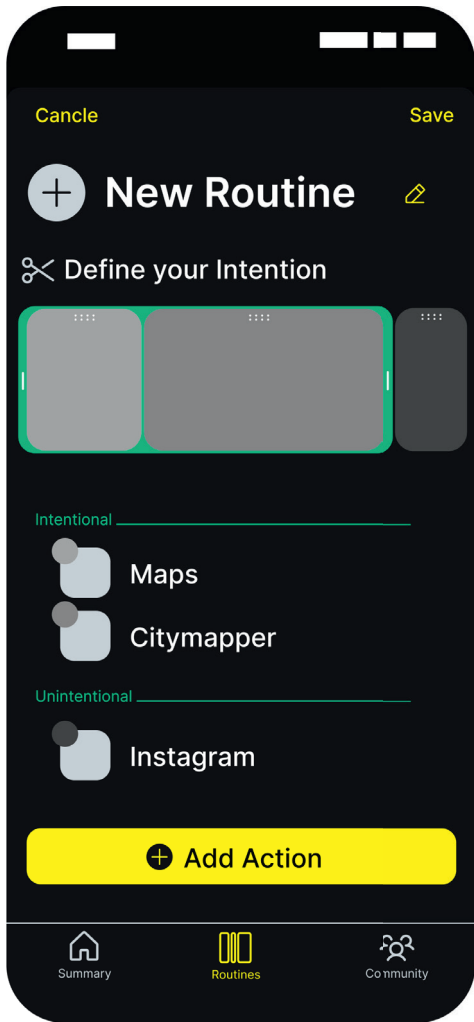 Cancle Save
New Routine
Define your Intention
Intentional
Maps
Citymapper
Unintentional
Instagram
Add Action
Summary Routines Community